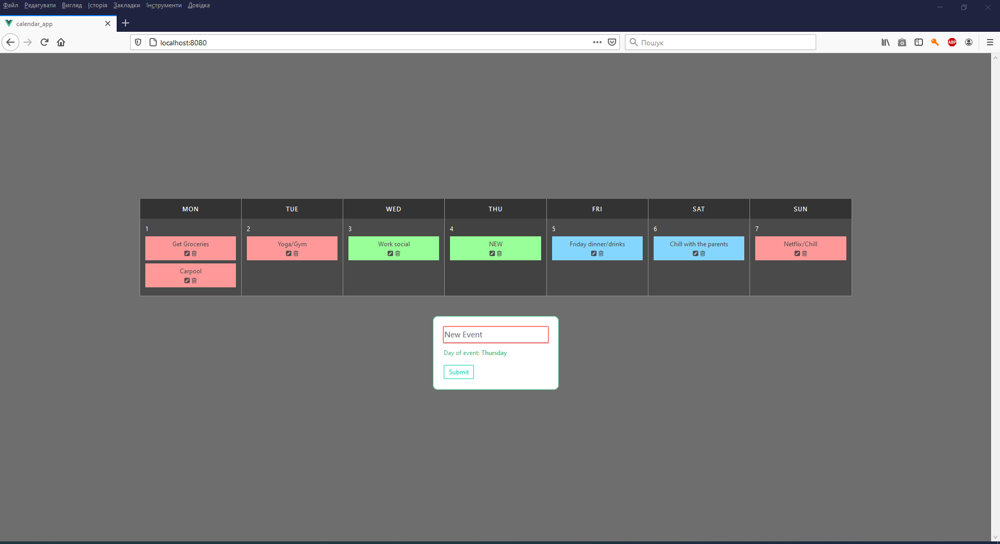 Файл Редагувати Вигляд Історія Закладки Інструменти Довідка
calendar_app
localhost:8080
Пошук
ABP
MON TUE WED THU FRI SAT SUN
1 2 3 4 5 6 7
Get Groceries Yoga/Gym Work social NEW Friday dinner/drinks Chill with the parents Netflix/Chill
Carpool
New Event
Day of event: Thursday
Submit